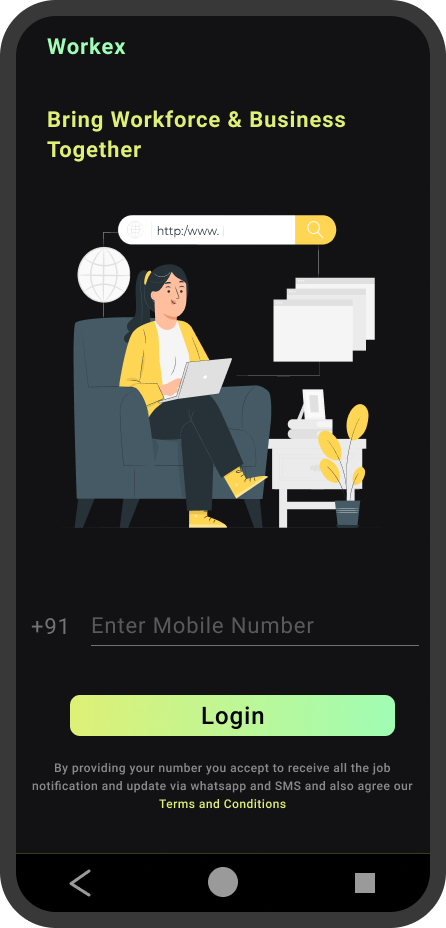 Workex
Bring Workforce & Business
Together
http:/www.
+91 Enter Mobile Number
Login
By providing your number you accept to receive all the job
notification and update via whatsapp and SMS and also agree our
Terms and Conditions